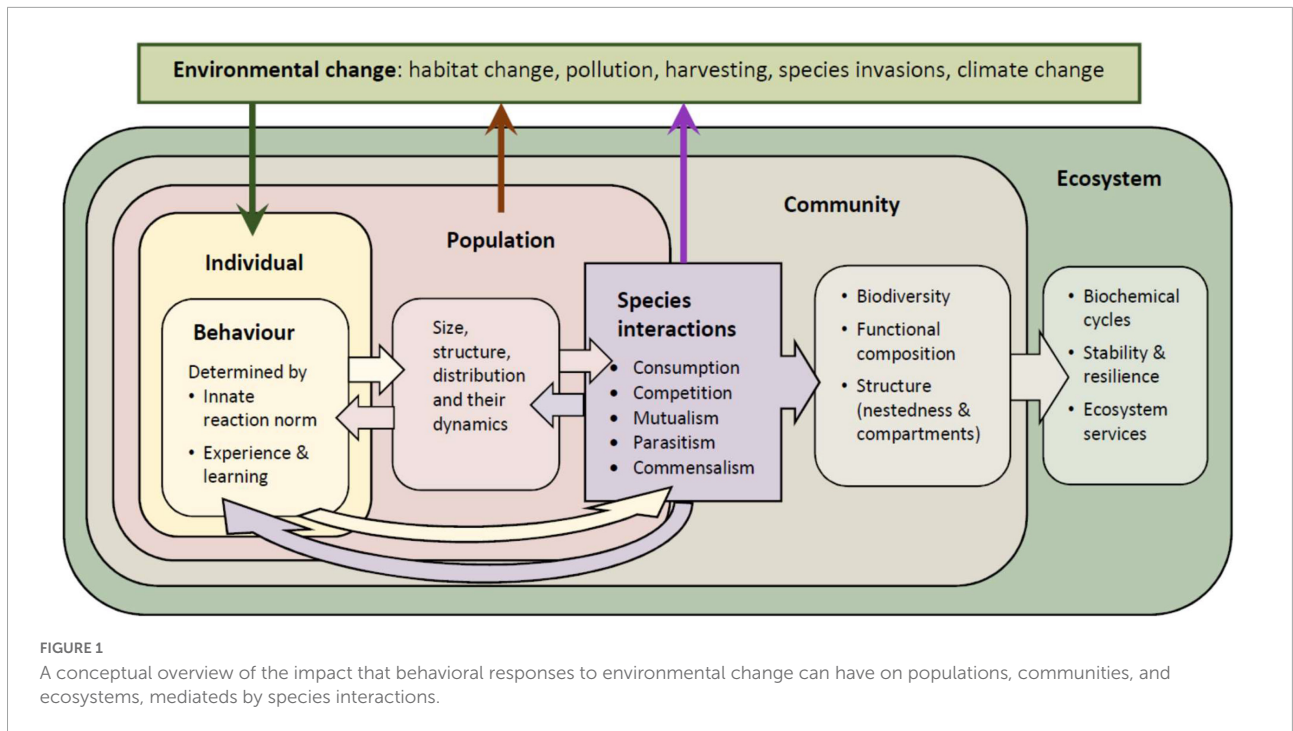 Environmental change: habitat change, pollution, harvesting, species invasions, climate change
Ecosystem
Community
Population
Individual
Behaviour
Determined by
• Innate
reaction norm
• Experience &
learning
Size,
structure,
distribution
and their
dynamics
Species
interactions
• Consumption
• Competition
• Mutualism
• Parasitism
• Commensalism
• Biodiversity
• Functional
composition
• Structure
(nestedness &
compartments)
• Biochemical
cycles
• Stability &
resilience
• Ecosystem
services
FIGURE 1
A conceptual overview of the impact that behavioral responses to environmental change can have on populations, communities, and
ecosystems, mediateds by species interactions.